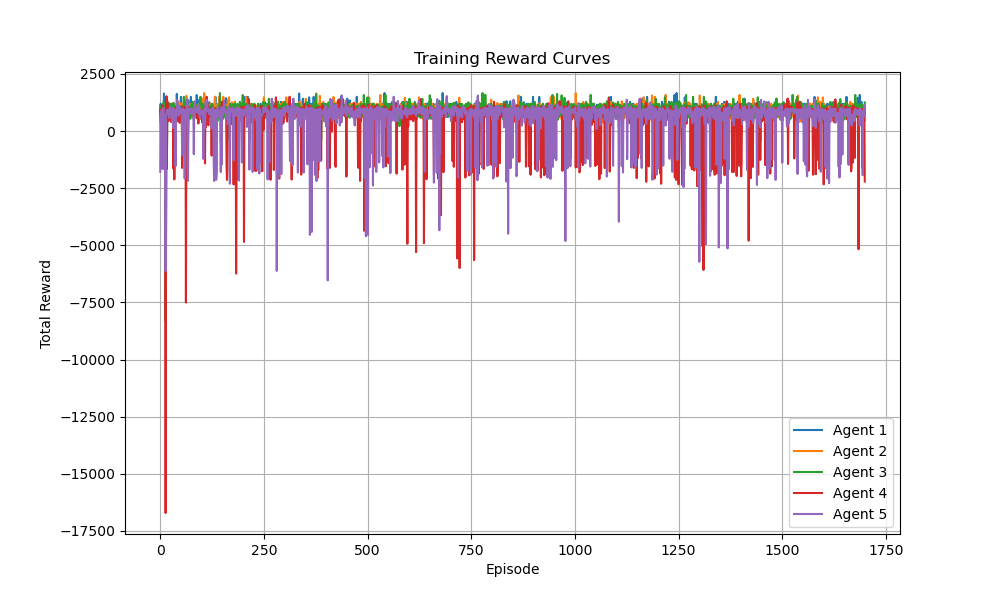 Training Reward Curves
2500
0
−2500
−5000
−7500
−10000
−12500
−15000
−17500
Total Reward
0 250 500 750 1000 1250 1500 1750
Episode
Agent 1
Agent 2
Agent 3
Agent 4
Agent 5